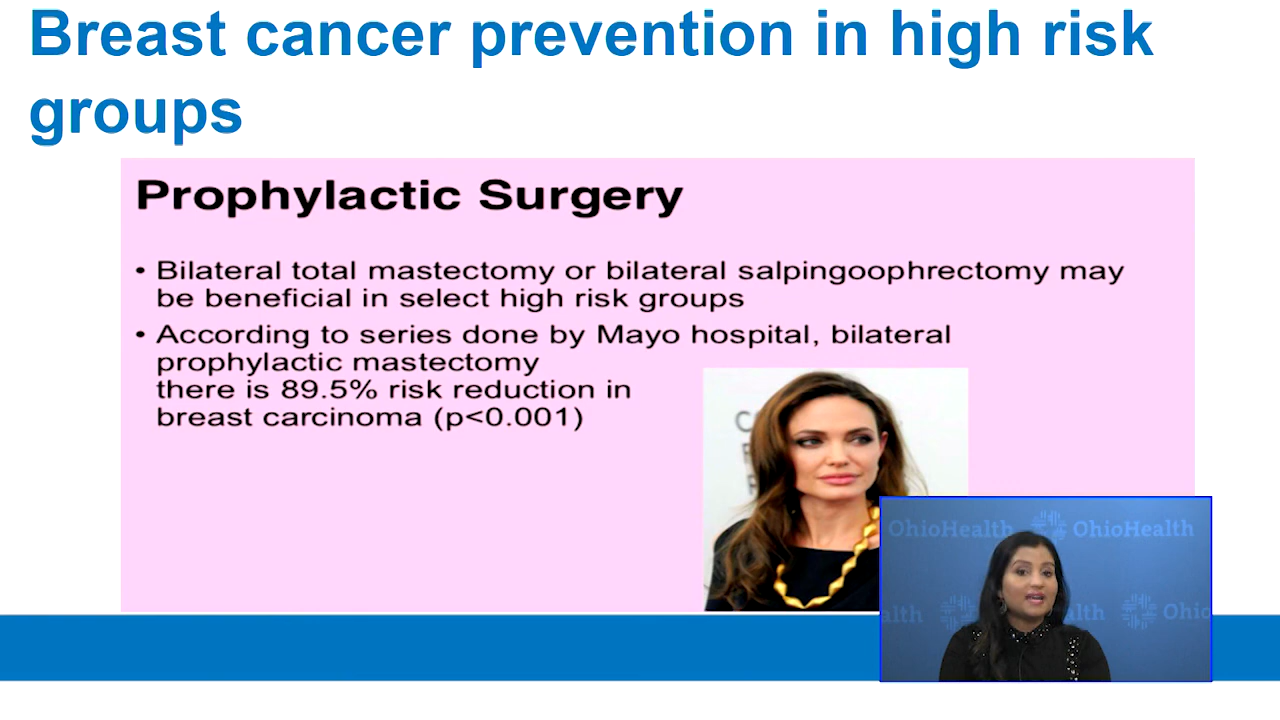 Breast cancer prevention in high risk
groups
Prophylactic Surgery
• Bilateral total mastectomy or bilateral salpingoophrectomy may
be beneficial in select high risk groups
• According to series done by Mayo hospital, bilateral
prophylactic mastectomy
there is 89.5% risk reduction in
breast carcinoma (p<0.001)
OhioHealth OhioHealth
alth alth Ohio